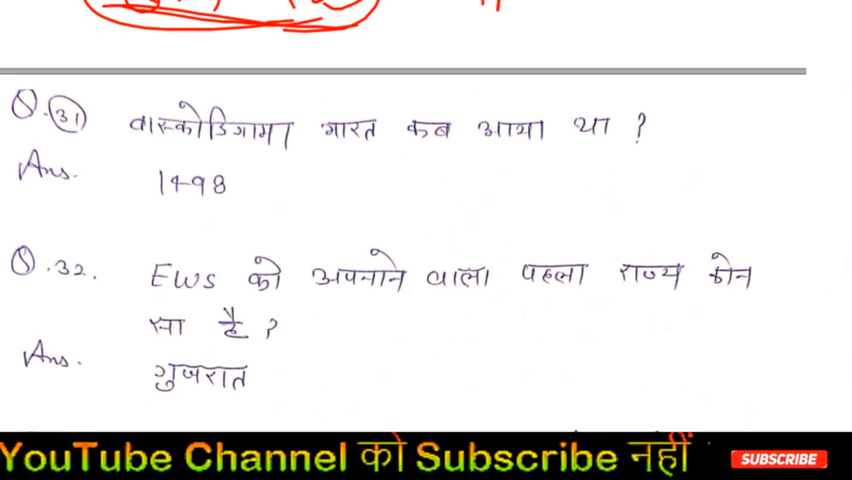 Q.31 वास्कोडिगामा भारत कब आया था ?
Ans. 1498
Q.32. EWS को अपनाने वाला पहला राज्य कौन
सा है ?
Ans. गुजरात
YouTube Channel को Subscribe नहीं
SUBSCRIBE